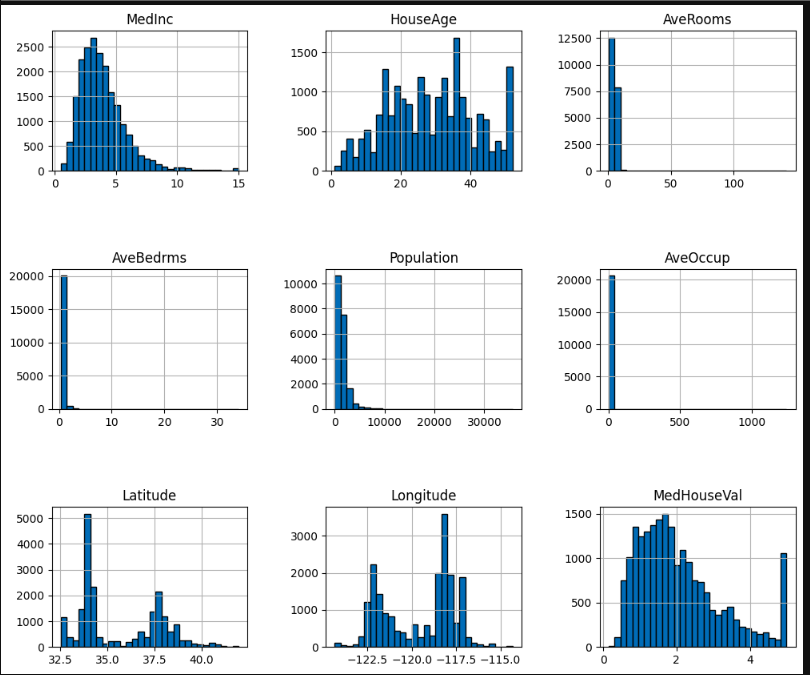 MedInc
HouseAge
AveRooms
2500
2000
1500
1000
500
0
0 5 10 15
1500
1000
500
0
0 20 40
12500
10000
7500
5000
2500
0
0 50 100
AveBedrms
Population
AveOccup
20000
15000
10000
5000
0
0 10 20 30
10000
8000
6000
4000
2000
0
0 10000 20000 30000
20000
15000
10000
5000
0
0 500 1000
Latitude
Longitude
MedHouseVal
5000
4000
3000
2000
1000
0
32.5 35.0 37.5 40.0
3000
2000
1000
0
−122.5 −120.0 −117.5 −115.0
1500
1000
500
0
0 2 4